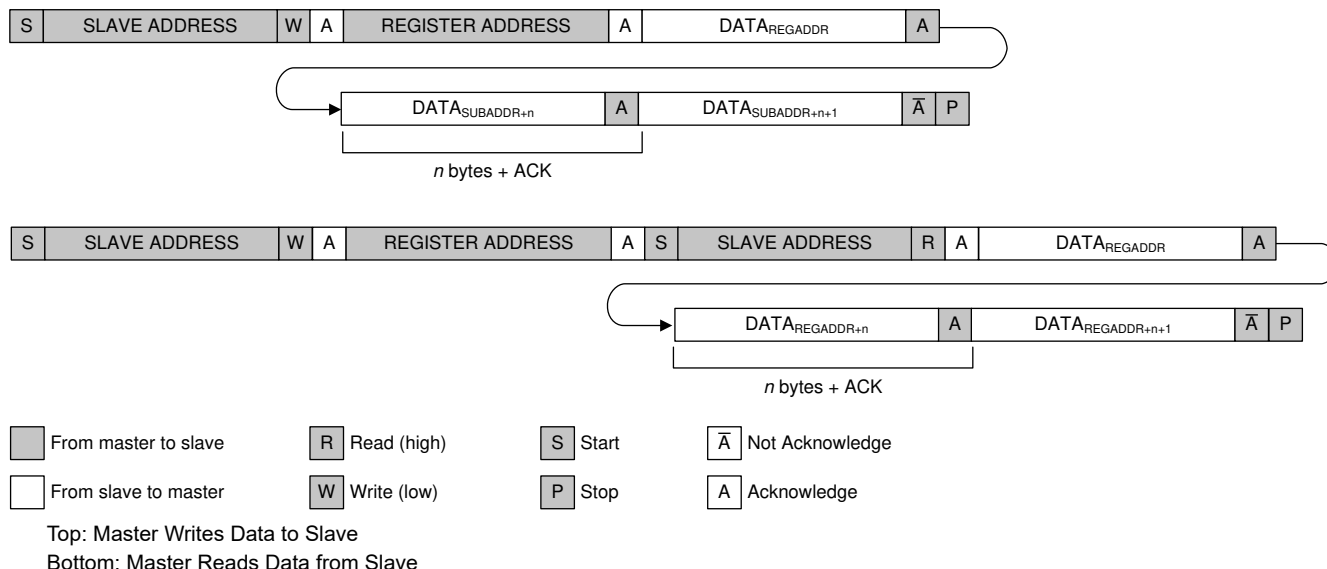 S SLAVE ADDRESS W A REGISTER ADDRESS A DATAREGADDR A
DATASUBADDR+n A DATASUBADDR+n+1 A̅ P
n bytes + ACK
S SLAVE ADDRESS W A REGISTER ADDRESS A S SLAVE ADDRESS R A DATAREGADDR A
DATAREGADDR+n A DATAREGADDR+n+1 A̅ P
n bytes + ACK
From master to slave R Read (high) S Start A̅ Not Acknowledge
From slave to master W Write (low) P Stop A Acknowledge
Top: Master Writes Data to Slave
Bottom: Master Reads Data from Slave